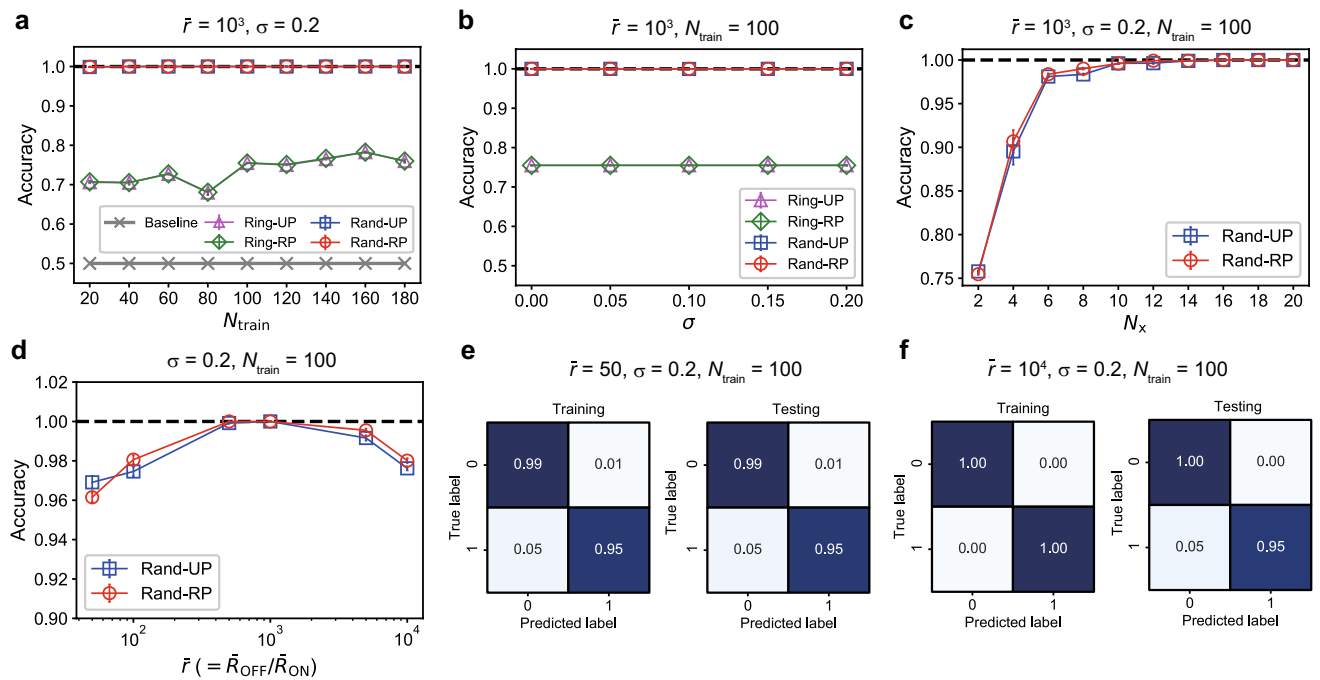 a
r̄ = 10³, σ = 0.2
Accuracy
1.0
0.9
0.8
0.7
0.6
0.5
Baseline
Ring-UP
Ring-RP
Rand-UP
Rand-RP
20 40 60 80 100 120 140 160 180
N_train
b
r̄ = 10³, N_train = 100
Accuracy
1.0
0.9
0.8
0.7
0.6
0.5
Ring-UP
Ring-RP
Rand-UP
Rand-RP
0.00 0.05 0.10 0.15 0.20
σ
c
r̄ = 10³, σ = 0.2, N_train = 100
Accuracy
1.00
0.95
0.90
0.85
0.80
0.75
Rand-UP
Rand-RP
2 4 6 8 10 12 14 16 18 20
N_x
d
σ = 0.2, N_train = 100
Accuracy
1.02
1.00
0.98
0.96
0.94
0.92
0.90
Rand-UP
Rand-RP
10² 10³ 10⁴
r̄ (= R̄_OFF/R̄_ON)
e
r̄ = 50, σ = 0.2, N_train = 100
Training
True label
0
1
0.99 0.01
0.05 0.95
0 1
Predicted label
Testing
True label
0
1
0.99 0.01
0.05 0.95
0 1
Predicted label
f
r̄ = 10⁴, σ = 0.2, N_train = 100
Training
True label
0
1
1.00 0.00
0.00 1.00
0 1
Predicted label
Testing
True label
0
1
1.00 0.00
0.05 0.95
0 1
Predicted label